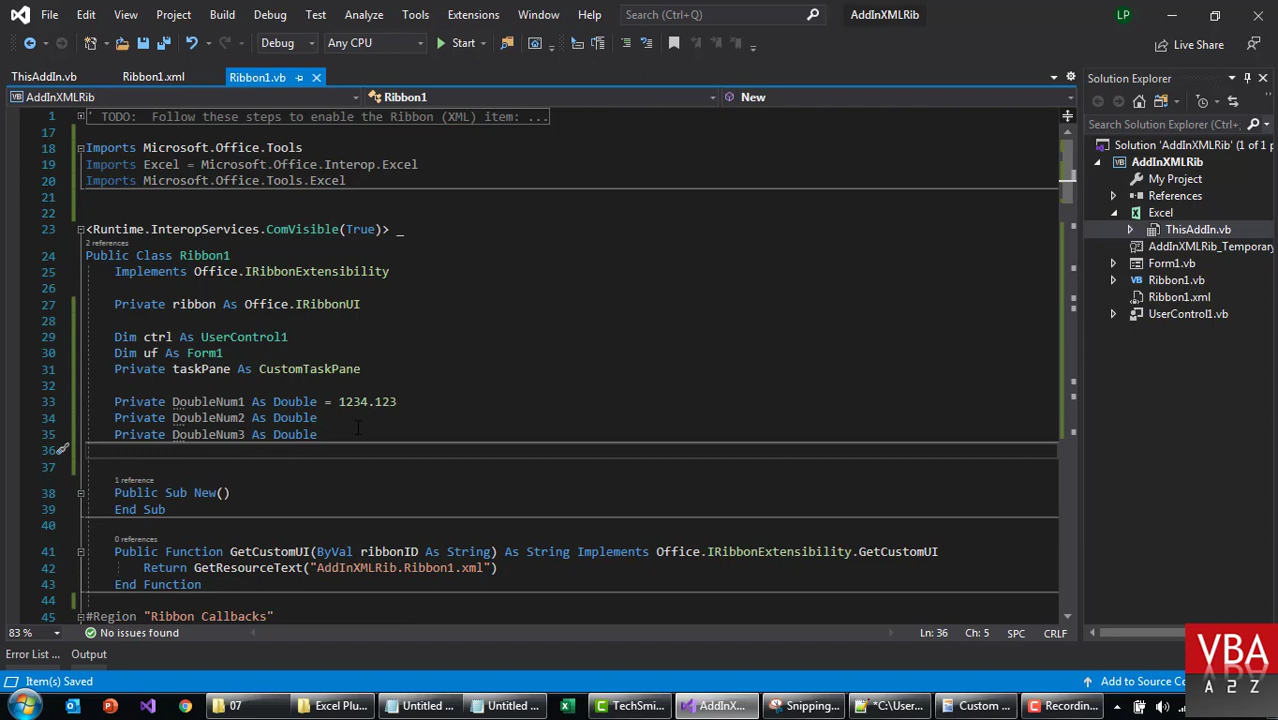 File Edit View Project Build Debug Test Analyze Tools Extensions Window Help Search (Ctrl+Q) AddInXMLRib LP
Debug Any CPU Start Live Share
ThisAddIn.vb Ribbon1.xml Ribbon1.vb
AddInXMLRib Ribbon1 New
1 ' TODO: Follow these steps to enable the Ribbon (XML) item: ...
17
18 Imports Microsoft.Office.Tools
19 Imports Excel = Microsoft.Office.Interop.Excel
20 Imports Microsoft.Office.Tools.Excel
21
22
23 <Runtime.InteropServices.ComVisible(True)> _
2 references
24 Public Class Ribbon1
25 Implements Office.IRibbonExtensibility
26
27 Private ribbon As Office.IRibbonUI
28
29 Dim ctrl As UserControl1
30 Dim uf As Form1
31 Private taskPane As CustomTaskPane
32
33 Private DoubleNum1 As Double = 1234.123
34 Private DoubleNum2 As Double
35 Private DoubleNum3 As Double
36
37
1 reference
38 Public Sub New()
39 End Sub
40
0 references
41 Public Function GetCustomUI(ByVal ribbonID As String) As String Implements Office.IRibbonExtensibility.GetCustomUI
42 Return GetResourceText("AddInXMLRib.Ribbon1.xml")
43 End Function
44
45 #Region "Ribbon Callbacks"
83 % No issues found Ln: 36 Ch: 5 SPC CRLF
Error List ... Output
Item(s) Saved Add to Source Co
Solution Explorer
Search Solution Explorer (Ctrl+
Solution 'AddInXMLRib' (1 of 1 p
AddInXMLRib
My Project
References
Excel
ThisAddIn.vb
AddInXMLRib_Temporary
Form1.vb
Ribbon1.vb
Ribbon1.xml
UserControl1.vb
VBA
A 2 Z
07 Excel Plu... Untitled ... Untitled ... TechSmi... AddInX... Snipping... *C:\User... Custom ... Recording...